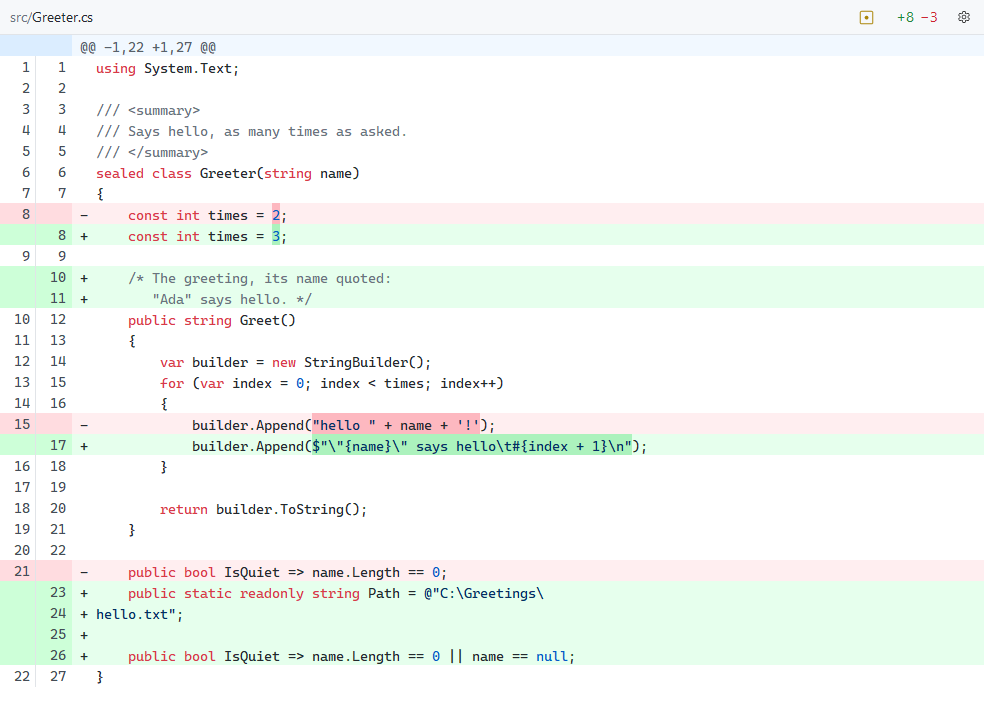 src/Greeter.cs +8 −3
@@ −1,22 +1,27 @@
1 1 using System.Text;
2 2
3 3 /// <summary>
4 4 /// Says hello, as many times as asked.
5 5 /// </summary>
6 6 sealed class Greeter(string name)
7 7 {
8 − const int times = 2;
8 + const int times = 3;
9 9
10 + /* The greeting, its name quoted:
11 + "Ada" says hello. */
10 12 public string Greet()
11 13 {
12 14 var builder = new StringBuilder();
13 15 for (var index = 0; index < times; index++)
14 16 {
15 − builder.Append("hello " + name + '!');
17 + builder.Append($"\"{name}\" says hello\t#{index + 1}\n");
16 18 }
17 19
18 20 return builder.ToString();
19 21 }
20 22
21 − public bool IsQuiet => name.Length == 0;
23 + public static readonly string Path = @"C:\Greetings\
24 + hello.txt";
25 +
26 + public bool IsQuiet => name.Length == 0 || name == null;
22 27 }